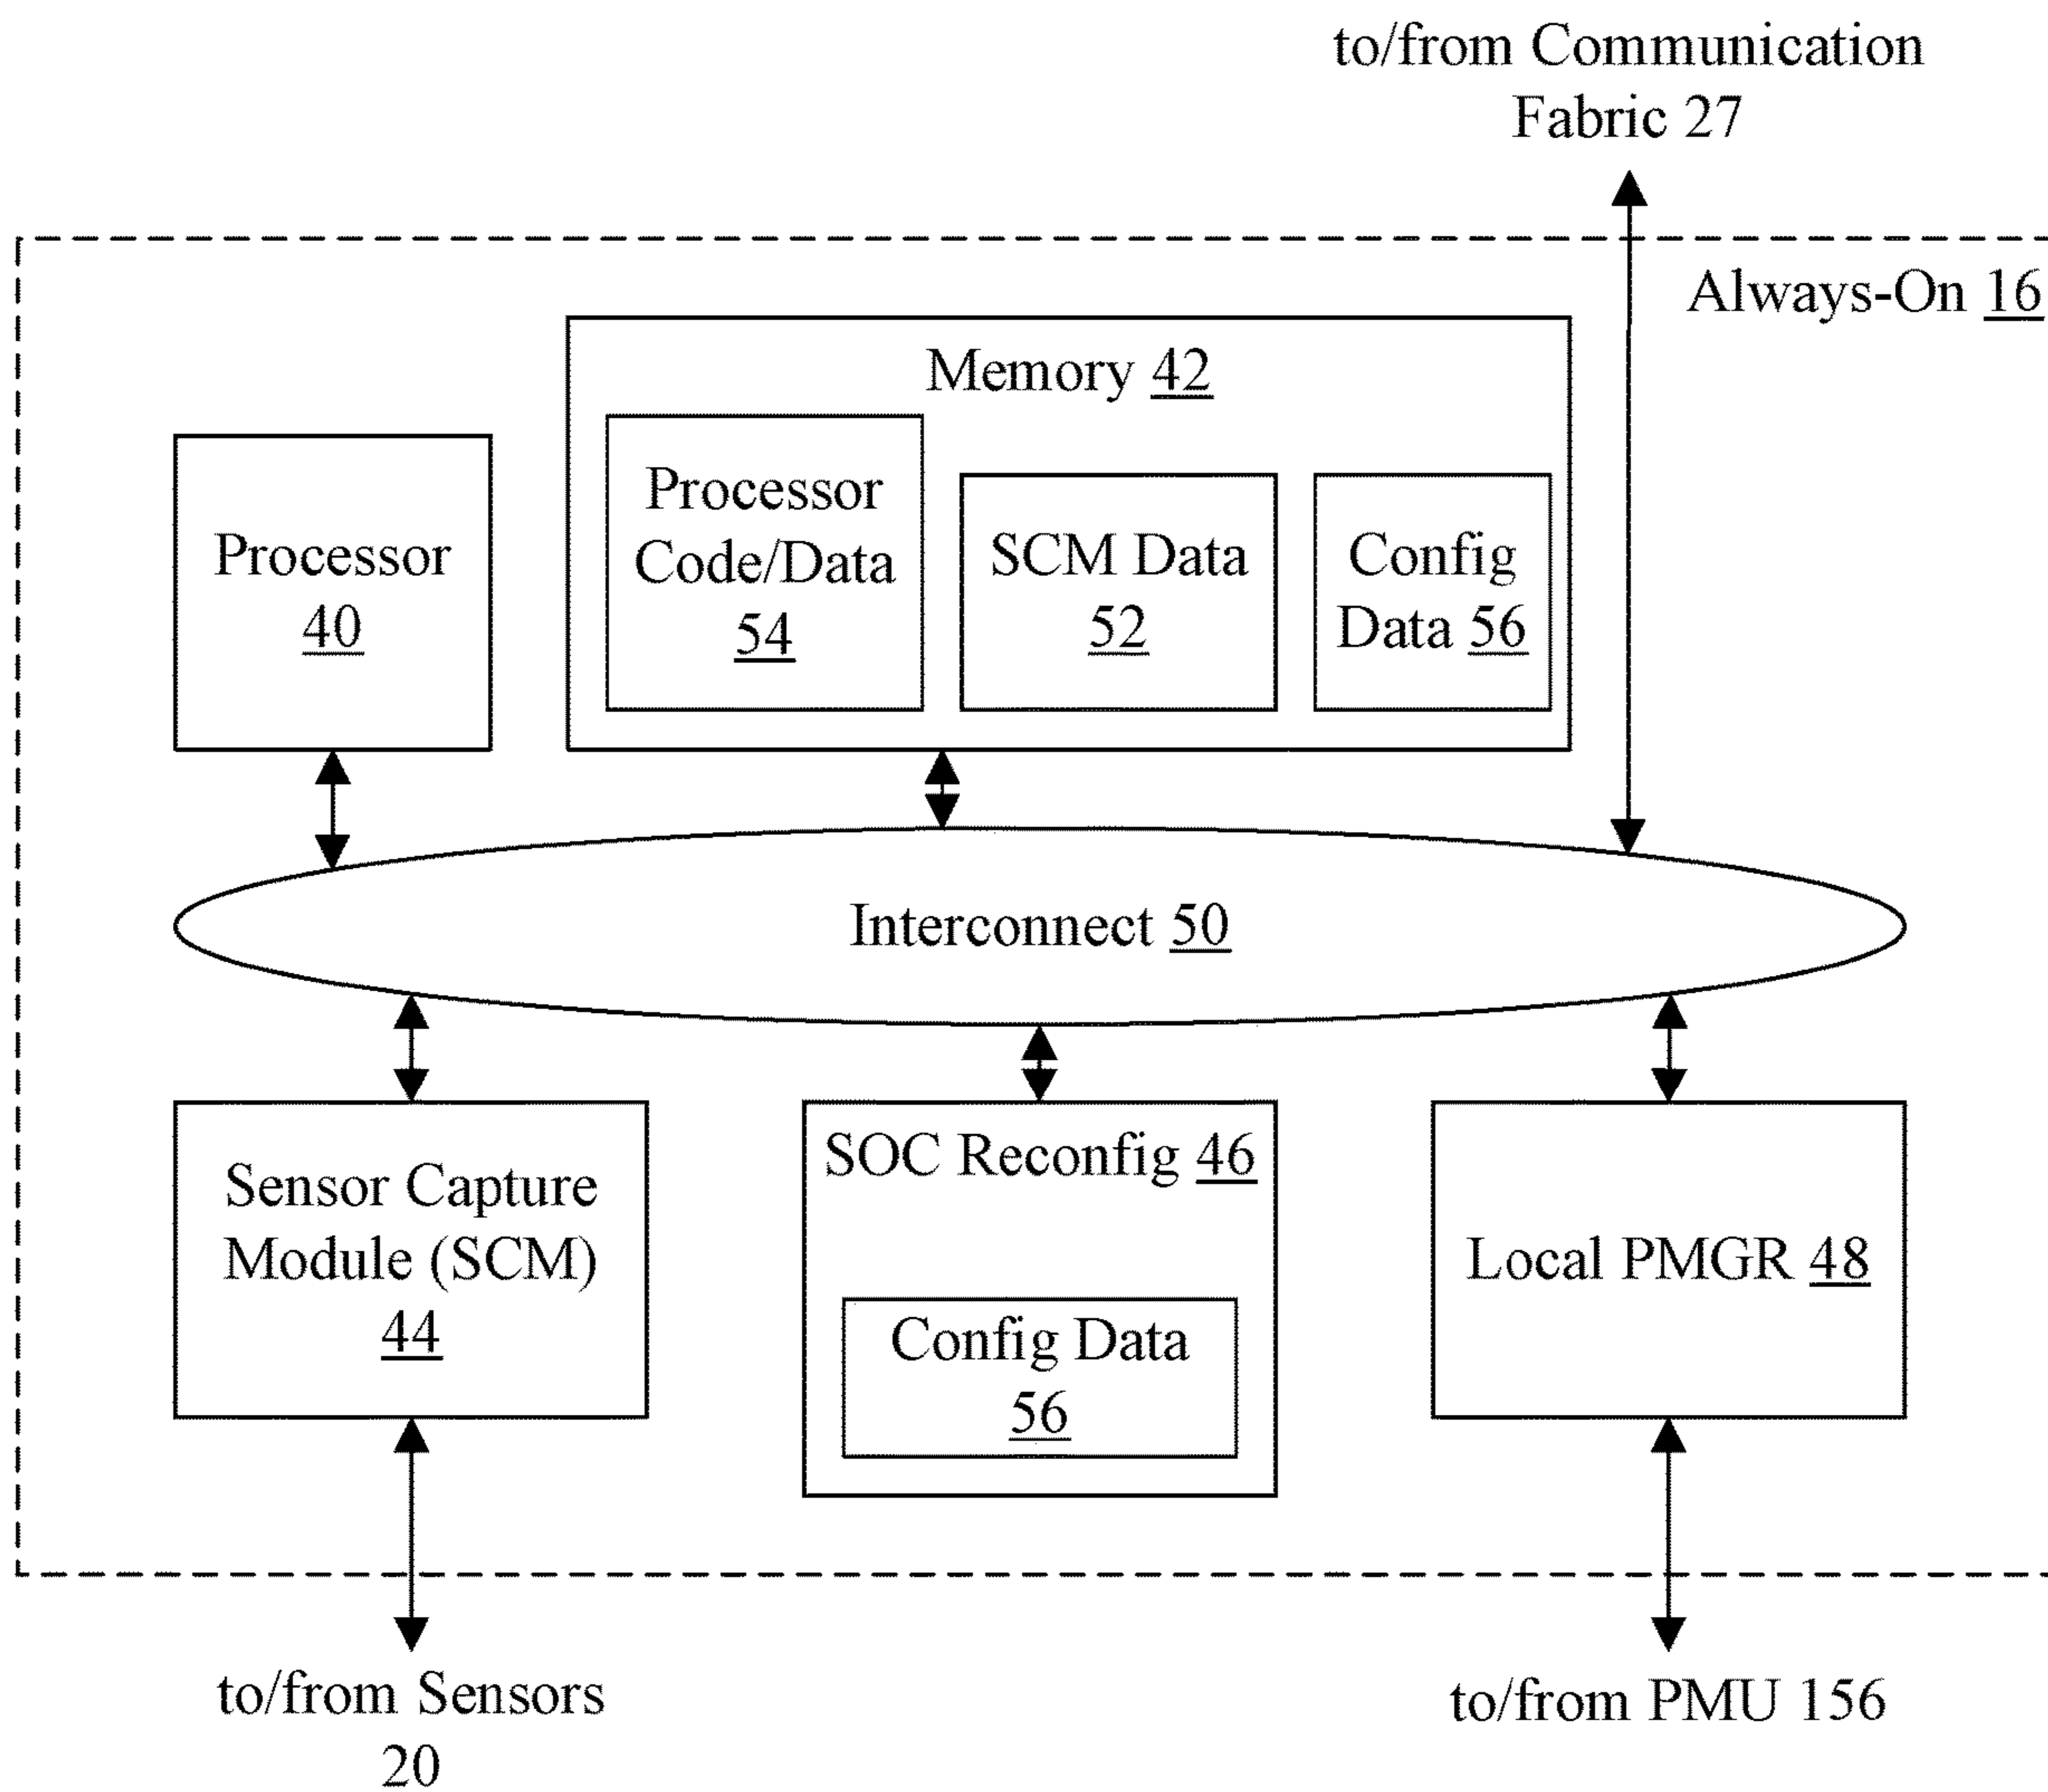 to/from Communication
Fabric 27
Always-On 16
Memory 42
Processor
40
Processor
Code/Data
54
SCM Data
52
Config
Data 56
Interconnect 50
Sensor Capture
Module (SCM)
44
SOC Reconfig 46
Config Data
56
Local PMGR 48
to/from Sensors
20
to/from PMU 156